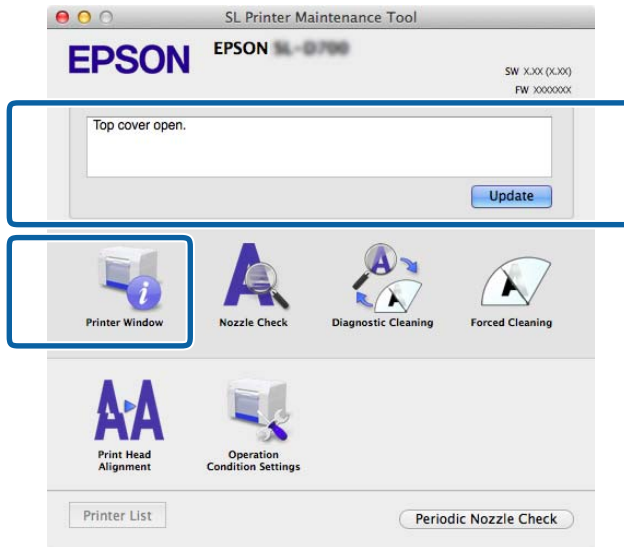 SL Printer Maintenance Tool
EPSON
EPSON
SW X.XX (X.XX)
FW XXXXXXX
Top cover open.
Update
Printer Window
Nozzle Check
Diagnostic Cleaning
Forced Cleaning
Print Head
Alignment
Operation
Condition Settings
Printer List
Periodic Nozzle Check